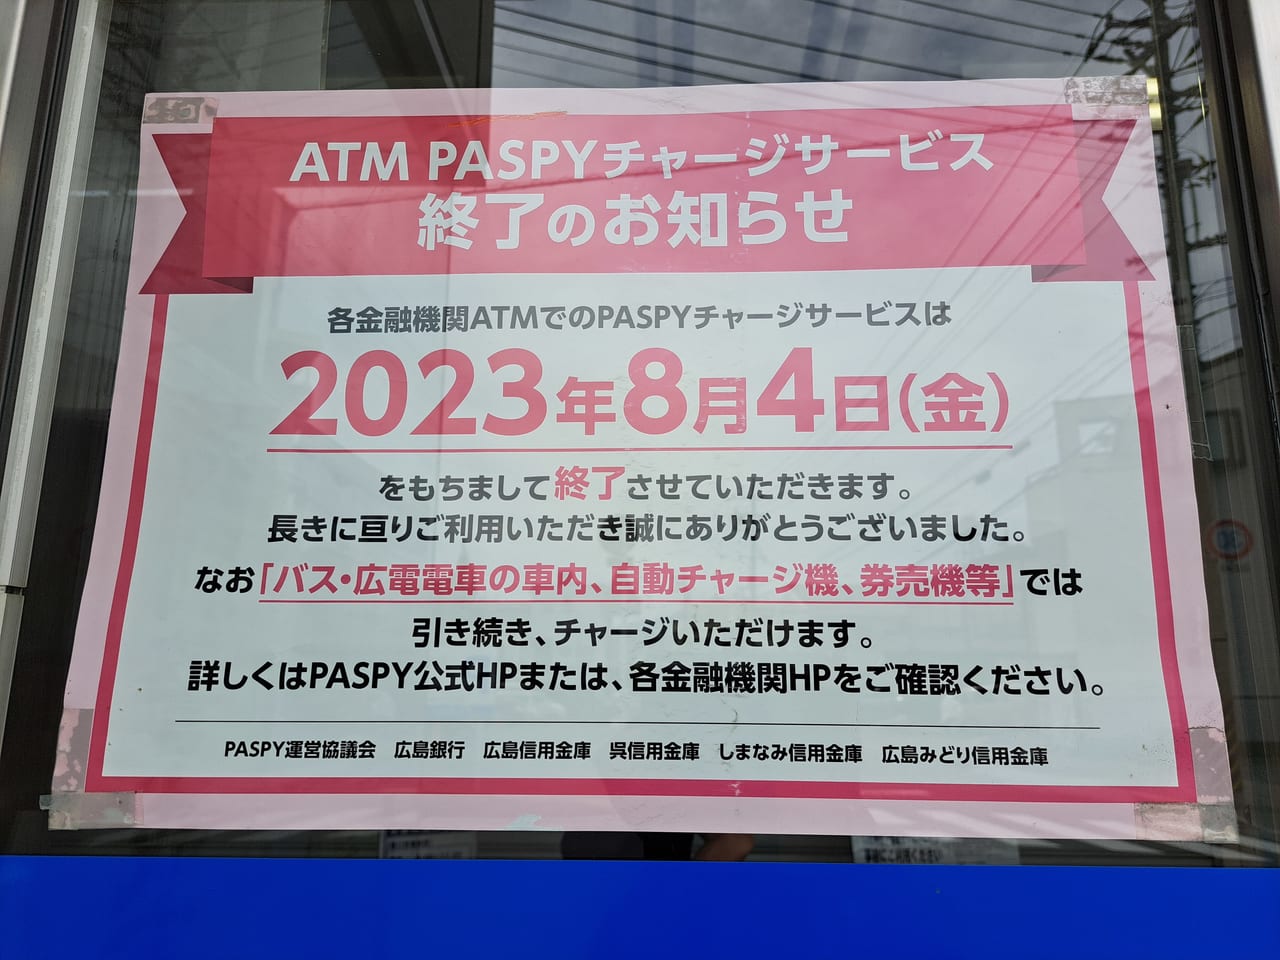 ATM PASPYチャージサービス
終了のお知らせ
各金融機関ATMでのPASPYチャージサービスは
2023年8月4日(金)
をもちまして終了させていただきます。
長きに亘りご利用いただき誠にありがとうございました。
なお「バス・広電電車の車内、自動チャージ機、券売機等」では
引き続き、チャージいただけます。
詳しくはPASPY公式HPまたは、各金融機関HPをご確認ください。
PASPY運営協議会 広島銀行 広島信用金庫 呉信用金庫 しまなみ信用金庫 広島みどり信用金庫